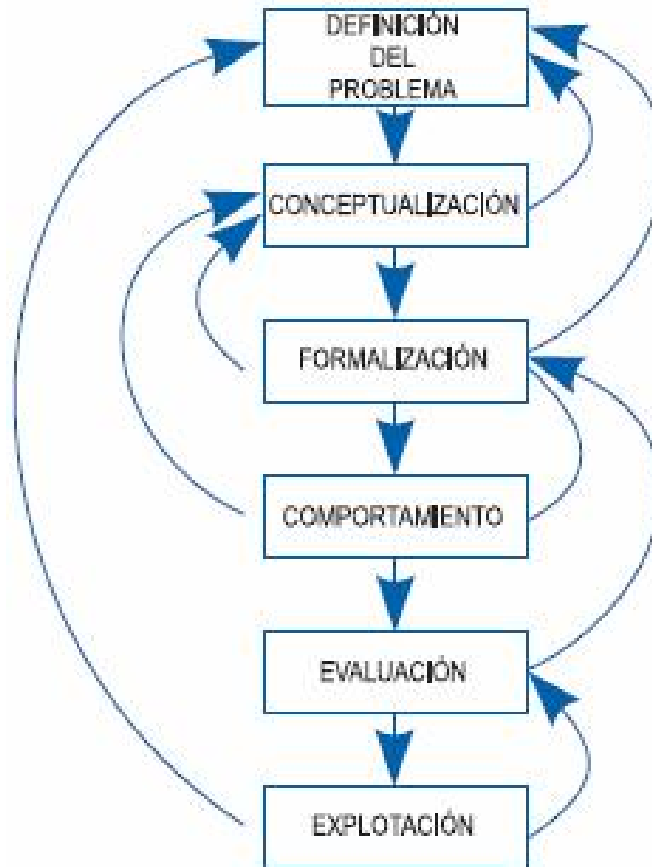 DEFINICIÓN
DEL
PROBLEMA
CONCEPTUALIZACIÓN
FORMALIZACIÓN
COMPORTAMIENTO
EVALUACIÓN
EXPLOTACIÓN